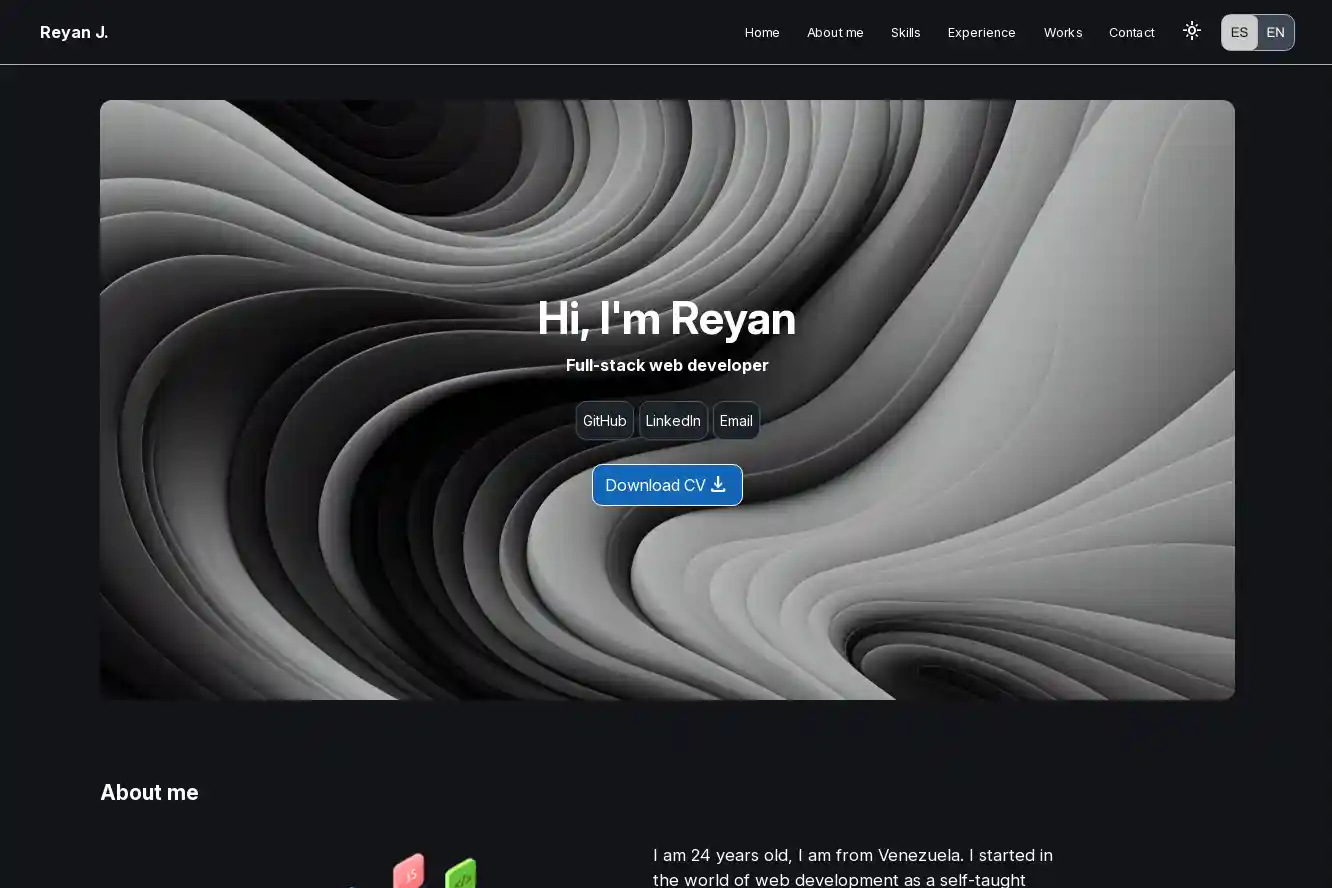 Reyan J.
Home About me Skills Experience Works Contact ES EN
Hi, I'm Reyan
Full-stack web developer
GitHub LinkedIn Email
Download CV
About me
I am 24 years old, I am from Venezuela. I started in
the world of web development as a self-taught
JS
</>